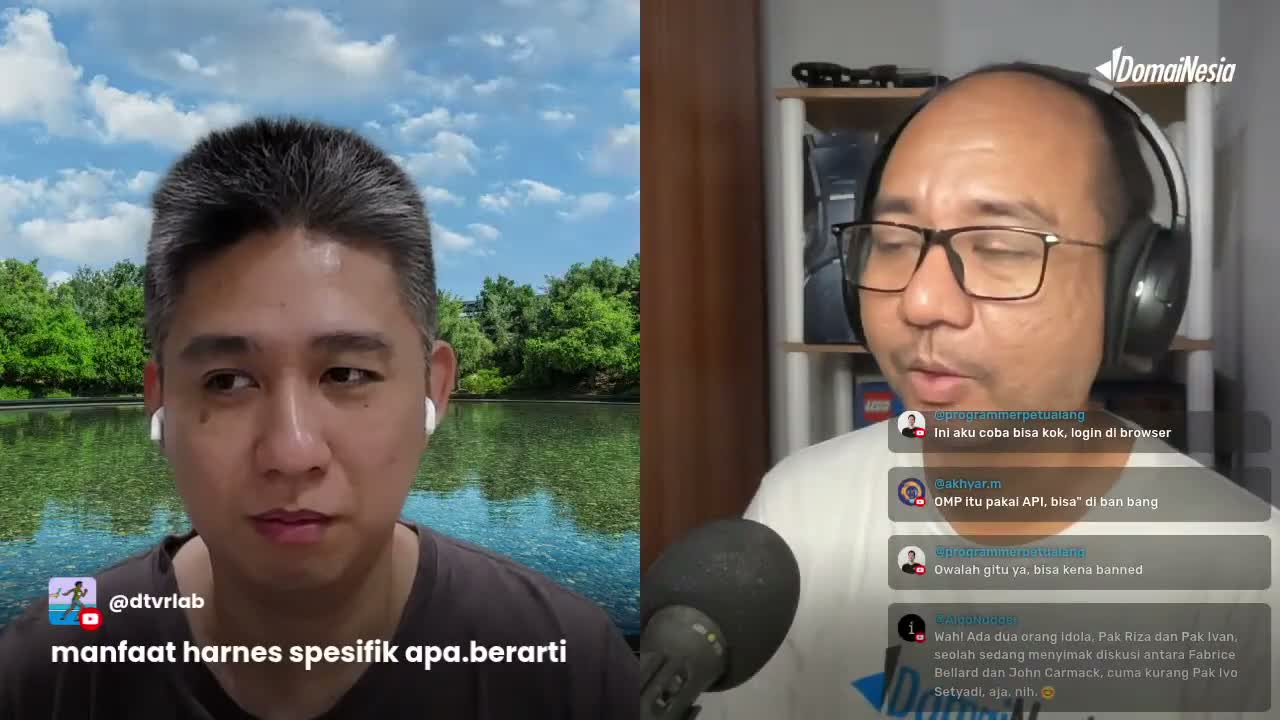 DomaiNesia
LEGO
@programmerpetualang
Ini aku coba bisa kok, login di browser
@akhyar.m
OMP itu pakai API, bisa" di ban bang
@programmerpetualang
Owalah gitu ya, bisa kena banned
@AlgoNudger
Wah! Ada dua orang idola, Pak Riza dan Pak Ivan,
seolah sedang menyimak diskusi antara Fabrice
Bellard dan John Carmack, cuma kurang Pak Ivo
Setyadi, aja, nih. 😊
@dtvrlab
manfaat harnes spesifik apa.berarti